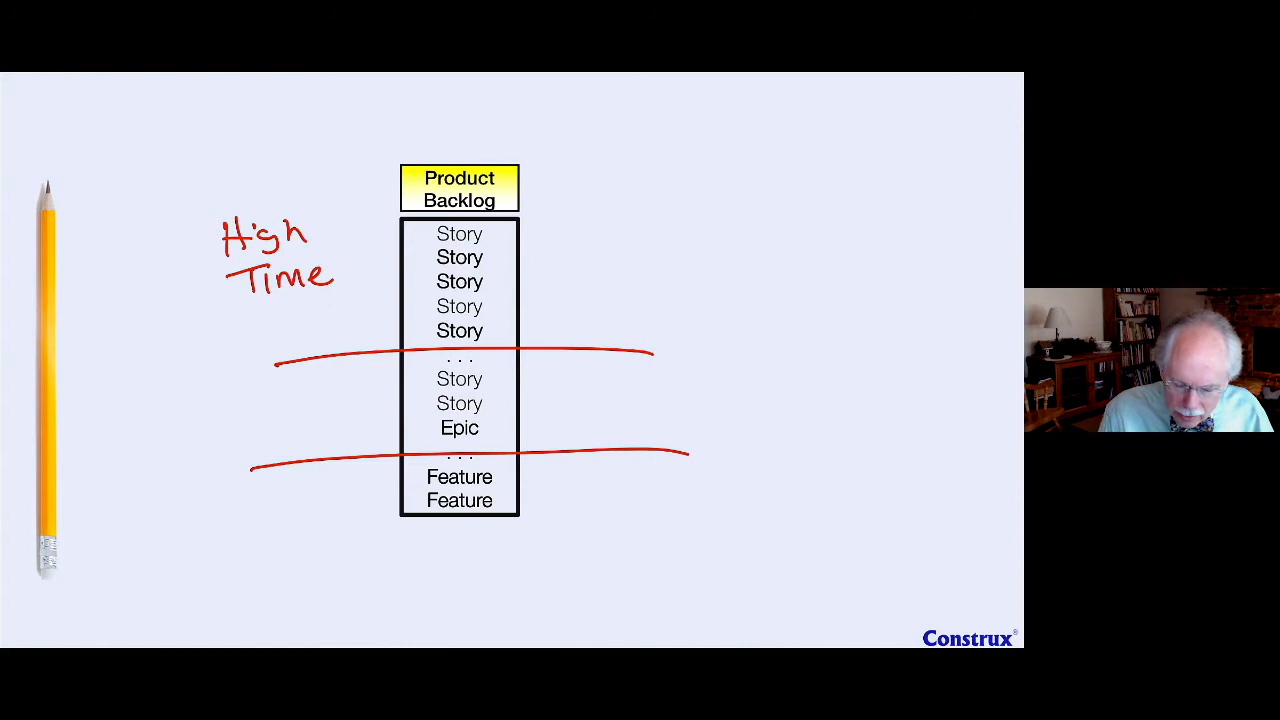 Product
Backlog
High
Time
Story
Story
Story
Story
Story
. . .
Story
Story
Epic
. . .
Feature
Feature
Construx®